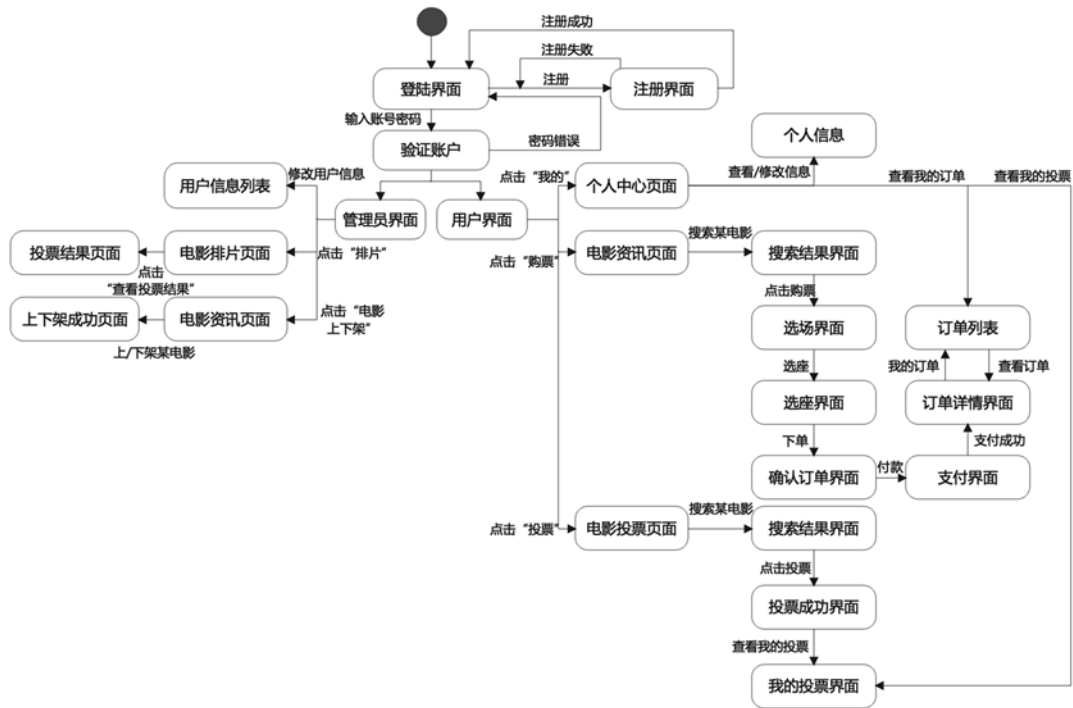 注册成功
注册失败
登陆界面
注册
注册界面
输入账号密码
密码错误
验证账户
个人信息
用户信息列表
修改用户信息
点击“我的”
个人中心页面
查看/修改信息
查看我的订单
查看我的投票
管理员界面
用户界面
投票结果页面
电影排片页面
点击“排片”
点击“购票”
电影资讯页面
搜索某电影
搜索结果界面
点击
“查看投票结果”
点击购票
上下架成功页面
电影资讯页面
点击“电影
上下架”
选场界面
订单列表
上/下架某电影
选座
我的订单
查看订单
选座界面
订单详情界面
下单
支付成功
确认订单界面
付款
支付界面
点击“投票”
电影投票页面
搜索某电影
搜索结果界面
点击投票
投票成功界面
查看我的投票
我的投票界面